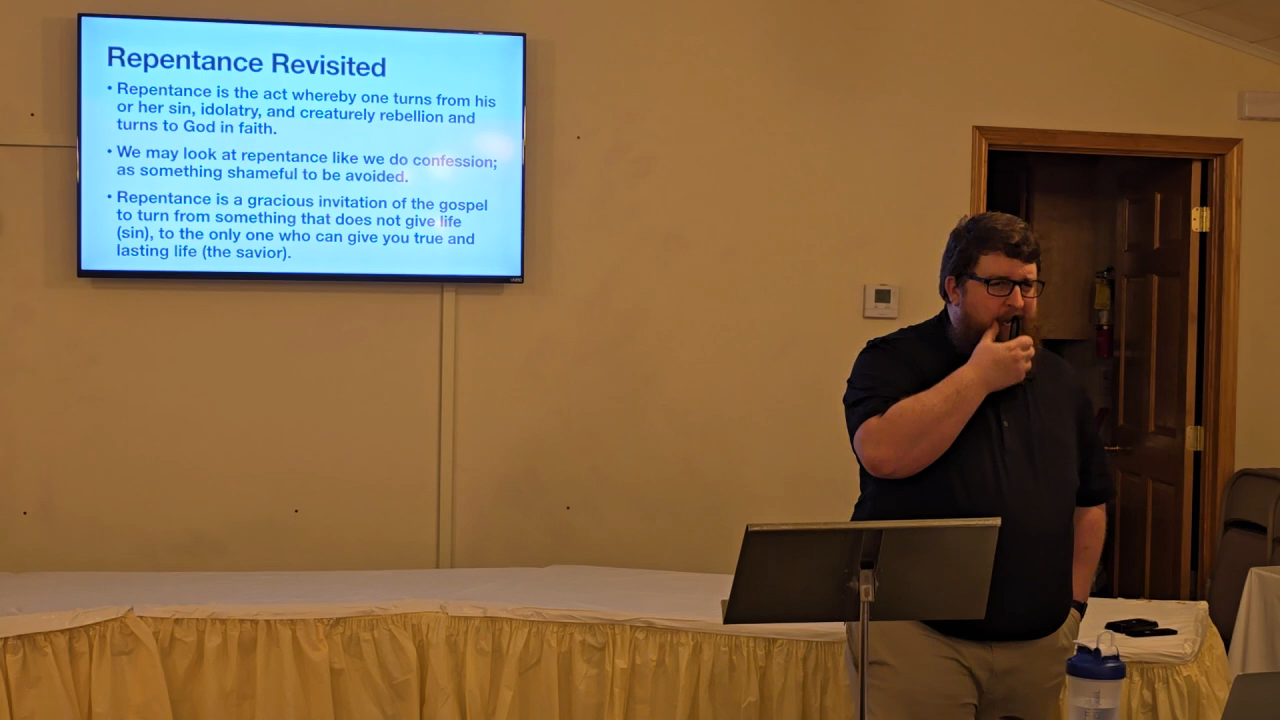 Repentance Revisited
• Repentance is the act whereby one turns from his
or her sin, idolatry, and creaturely rebellion and
turns to God in faith.
• We may look at repentance like we do confession;
as something shameful to be avoided.
• Repentance is a gracious invitation of the gospel
to turn from something that does not give life
(sin), to the only one who can give you true and
lasting life (the savior).
VIZIO